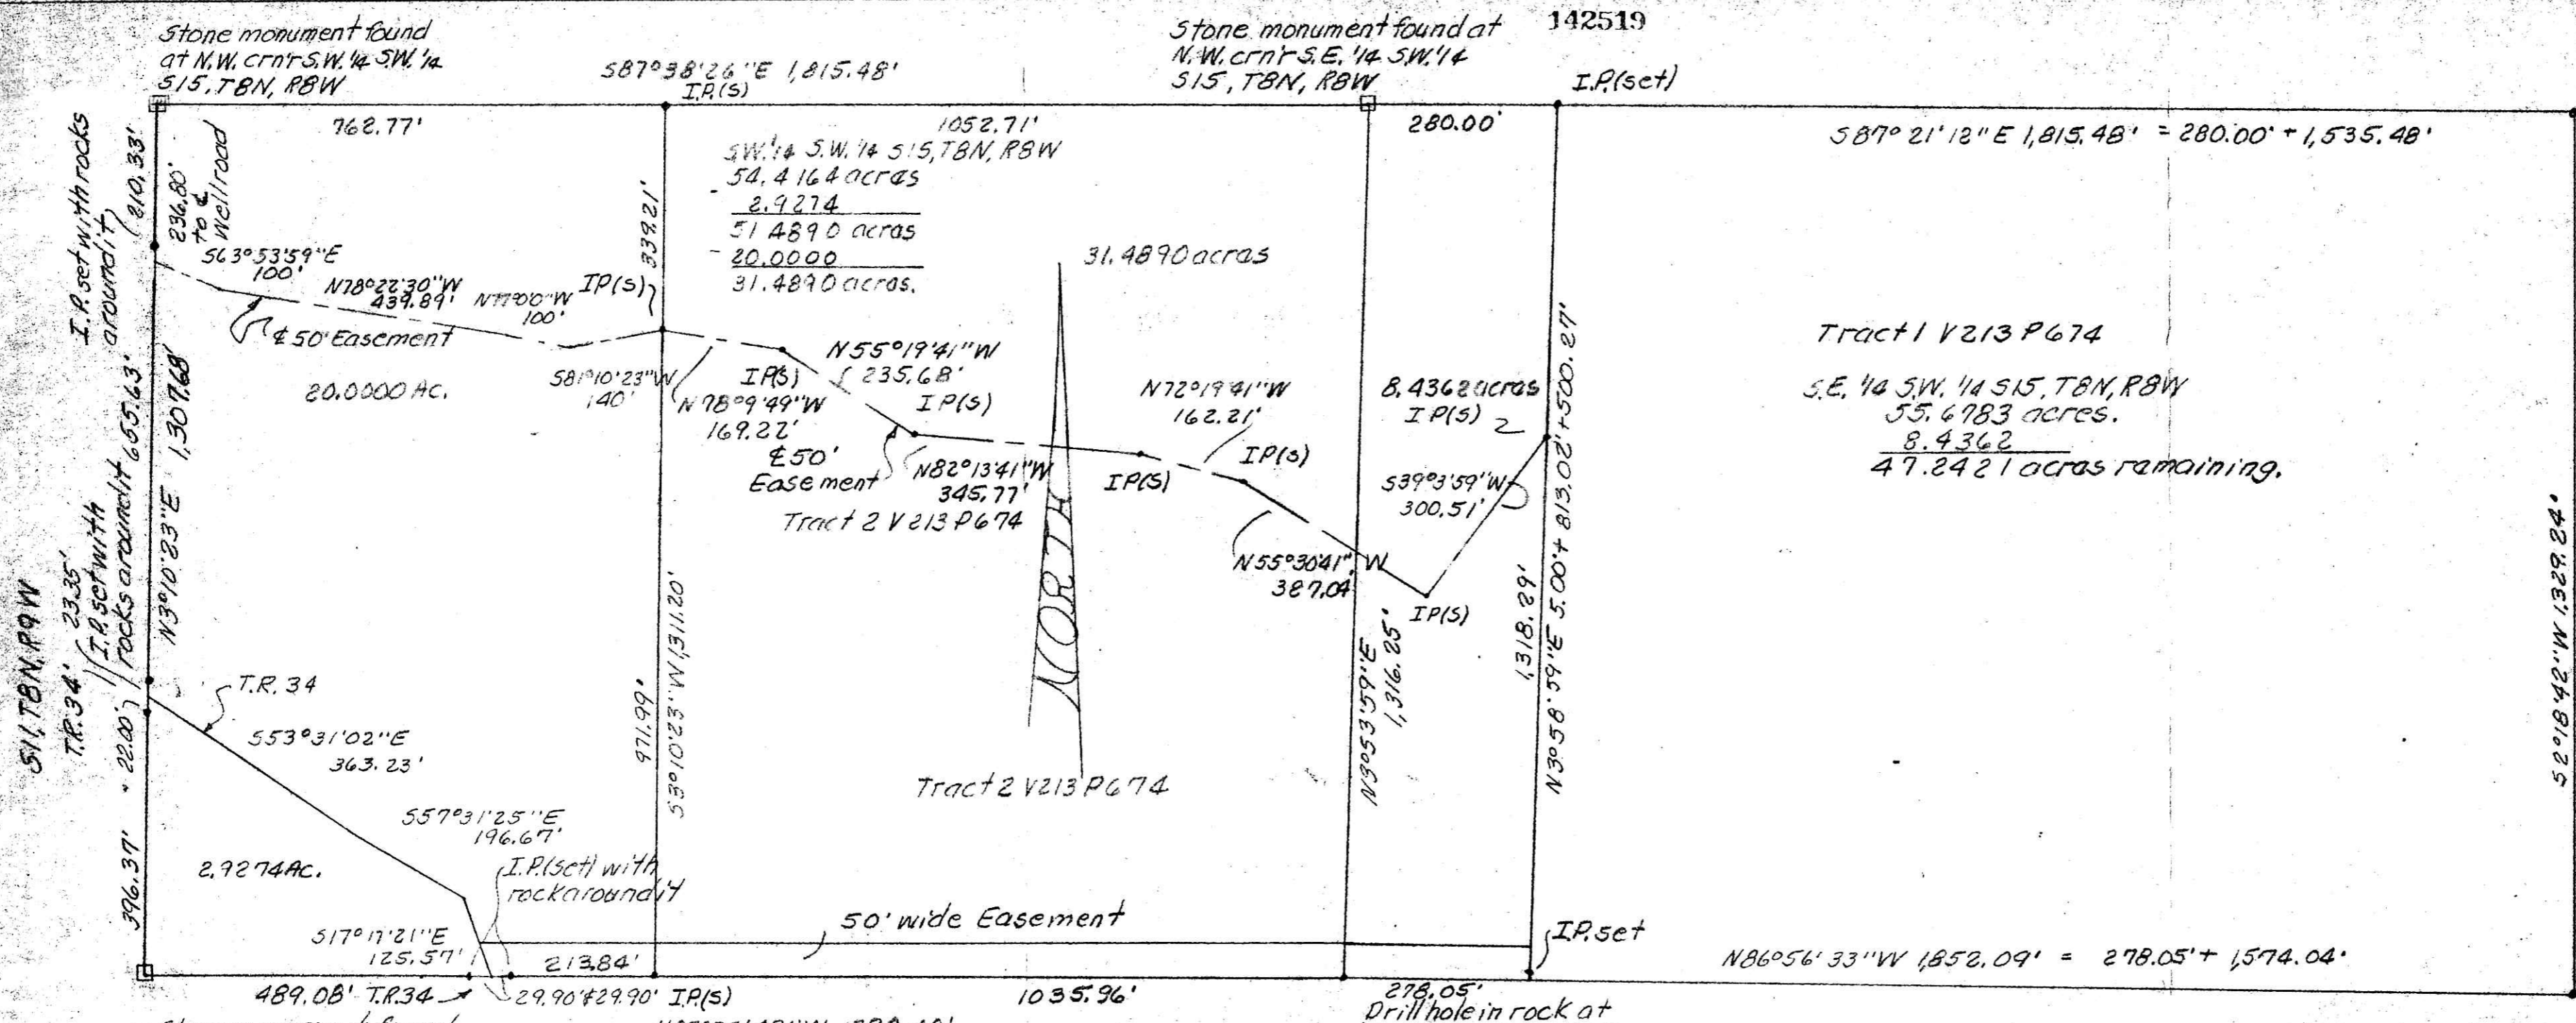 Stone monument found
at N.W. crn'r S.W. 1/4 S.W. 1/4
S15, T8N, R8W
S87°38'26"E 1,815.48'
I.P.(S)
Stone monument found at
N.W. crn'r S.E. 1/4 S.W. 1/4
S15, T8N, R8W
142519
I.P.(set)
762.77'
1052.71'
280.00'
S87°21'12"E 1,815.48' = 280.00' + 1,535.48'
I.P. set with rocks
around it
210.33'
236.80'
to ℄
Well road
S.W. 1/4 S.W. 1/4 S15, T8N, R8W
54.4164 acres
- 2.9274
51.4890 acres
- 20.0000
31.4890 acres.
339.21'
31.4890 acres
S63°53'59"E
100'
N78°22'30"W
439.89'
N77°00"W
100'
IP(S)
℄ 50' Easement
20.0000 AC.
S81°10'23"W
140'
N78°9'49"W
169.22'
IP(S)
N55°19'41"W
235.68'
IP(S)
℄ 50'
Easement
N82°13'41"W
345.77'
Tract 2 V213 P674
N72°19'41"W
162.21'
IP(S)
IP(S)
8.4362 acres
IP(S)
S39°3'59"W
300.51'
N55°30'41"W
387.04'
IP(S)
Tract 1 V213 P674
S.E. 1/4 S.W. 1/4 S15, T8N, R8W
55.6783 acres.
8.4362
47.2421 acres remaining.
655.63'
N3°10'23"E 1,307.68'
S11, T8N, R9W
T.R. 34
23.35'
I.P. set with
rocks around it
22.00'
396.37'
T.R. 34
S53°31'02"E
363.23'
S57°31'25"E
196.67'
I.P.(set) with
rock around it
2.9274 AC.
S17°17'21"E
125.57'
971.99'
S3°10'23"W 1,311.20'
NORTH
Tract 2 V213 P674
N3°53'59"E
1,316.25'
1,318.29'
N3°58'59"E 5.00' + 813.02' + 500.27'
S2°18'42"W 1,329.24'
50' wide Easement
I.P. set
N86°56'33"W 1,852.09' = 278.05' + 1,574.04'
213.84'
489.08'
T.R. 34
29.90' & 29.90'
I.P.(S)
1035.96'
278.05'
Drill hole in rock at